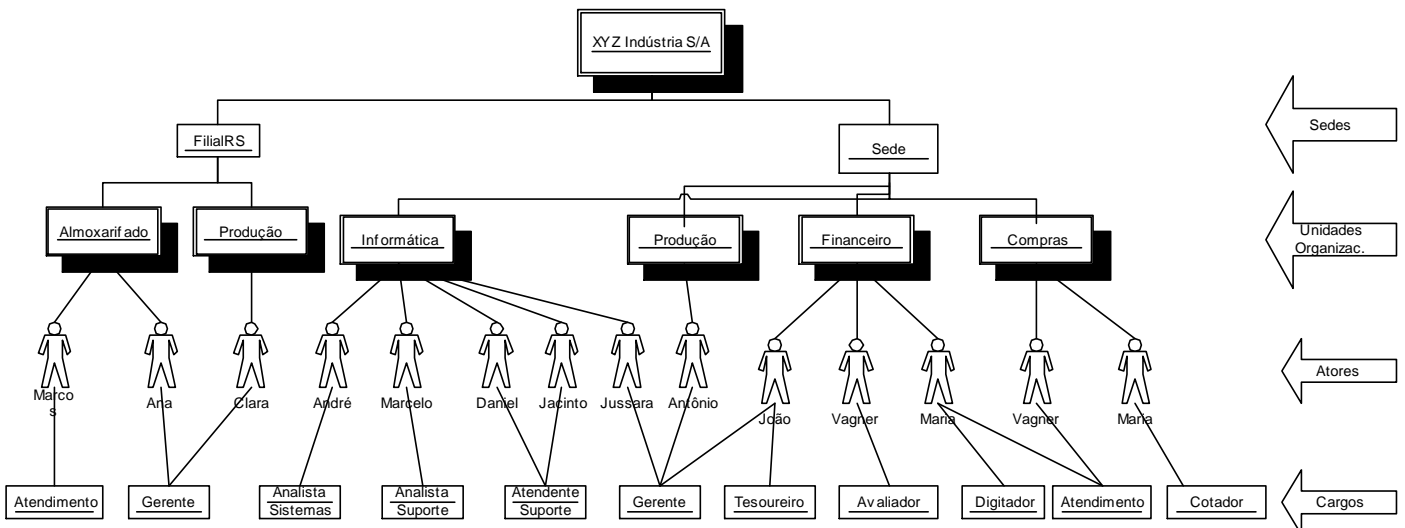 XYZ Indústria S/A
Sedes
FilialRS
Sede
Almoxarifado
Produção
Informática
Produção
Financeiro
Compras
Unidades
Organizac.
Atores
Marco
s
Ana
Clara
André
Marcelo
Daniel
Jacinto
Jussara
Antônio
João
Vagner
Maria
Vagner
Maria
Atendimento
Gerente
Analista
Sistemas
Analista
Suporte
Atendente
Suporte
Gerente
Tesoureiro
Avaliador
Digitador
Atendimento
Cotador
Cargos